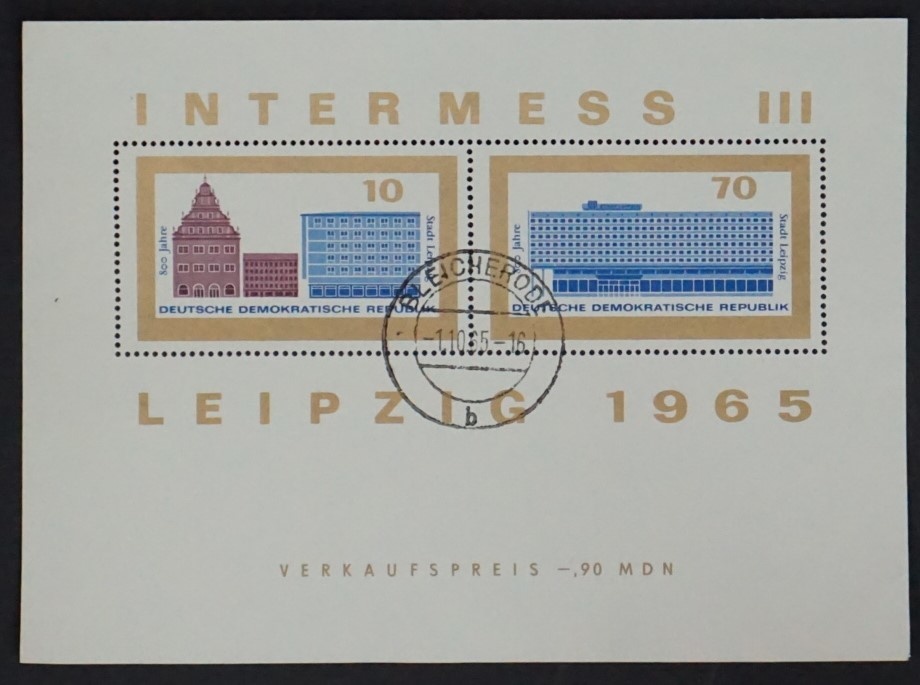 INTERMESS III
10
800 Jahre
Stadt Leipzig
DEUTSCHE DEMOKRATISCHE REPUBLIK
70
Jahre
Stadt Leipzig
DEUTSCHE DEMOKRATISCHE REPUBLIK
BLEICHERODE
-1.10.65-16
b
LEIPZIG 1965
VERKAUFSPREIS –,90 MDN